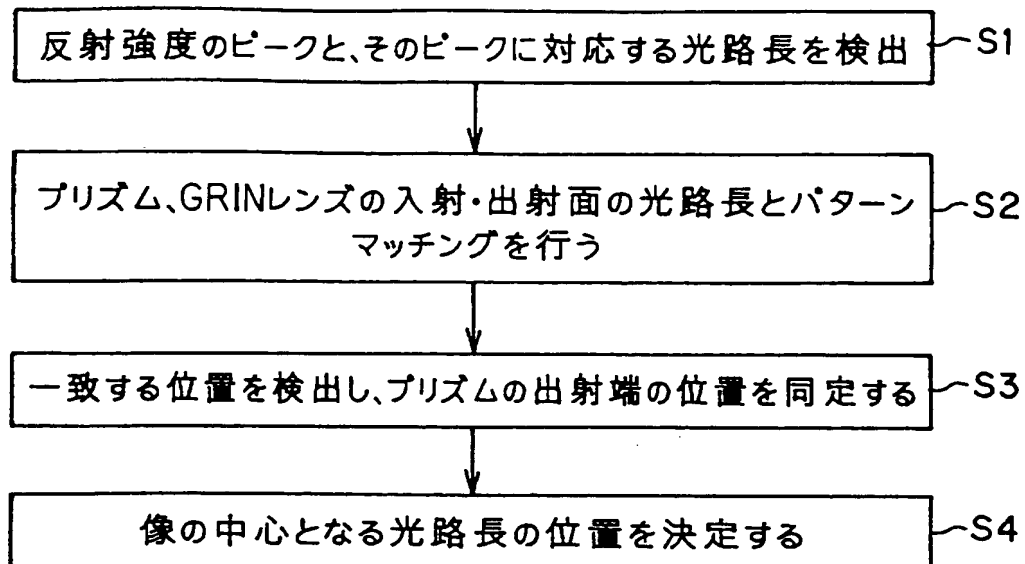 反射強度のピークと、そのピークに対応する光路長を検出 S1
プリズム、GRINレンズの入射・出射面の光路長とパターン S2
マッチングを行う
一致する位置を検出し、プリズムの出射端の位置を同定する S3
像の中心となる光路長の位置を決定する S4